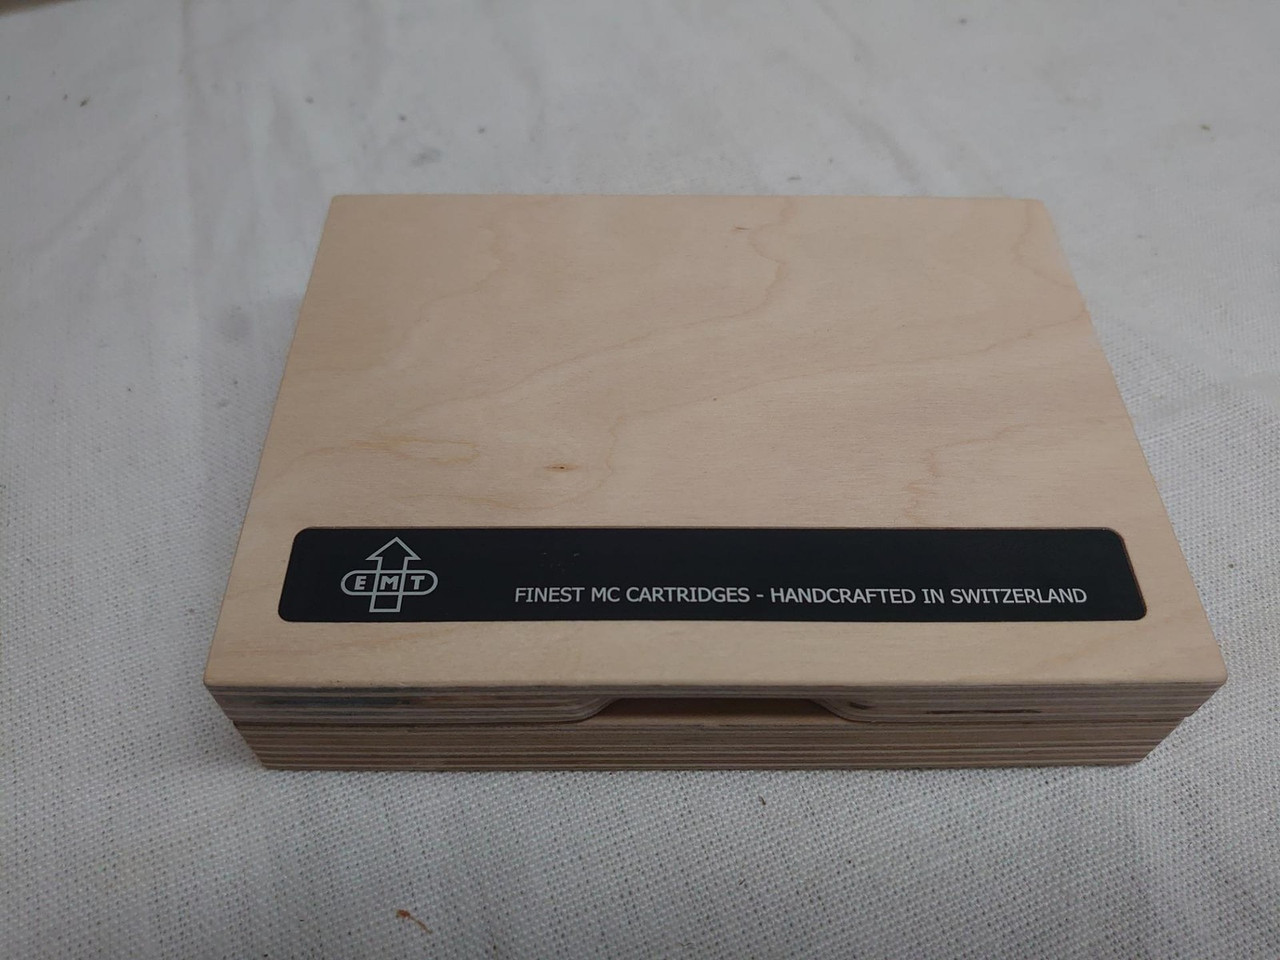 EMT
FINEST MC CARTRIDGES - HANDCRAFTED IN SWITZERLAND